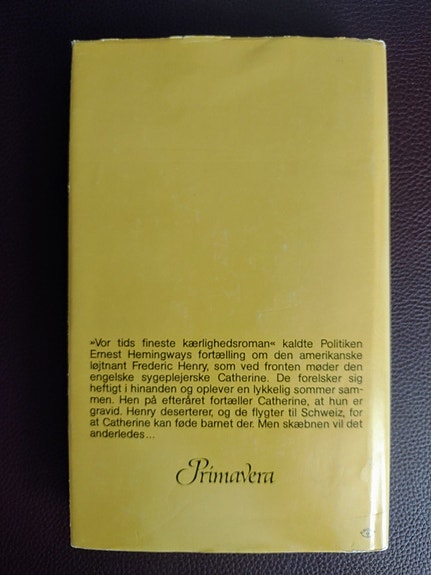 »Vor tids fineste kærlighedsroman« kaldte Politiken
Ernest Hemingways fortælling om den amerikanske
løjtnant Frederic Henry, som ved fronten møder den
engelske sygeplejerske Catherine. De forelsker sig
heftigt i hinanden og oplever en lykkelig sommer sam-
men. Hen på efteråret fortæller Catherine, at hun er
gravid. Henry deserterer, og de flygter til Schweiz, for
at Catherine kan føde barnet der. Men skæbnen vil det
anderledes...
Primavera